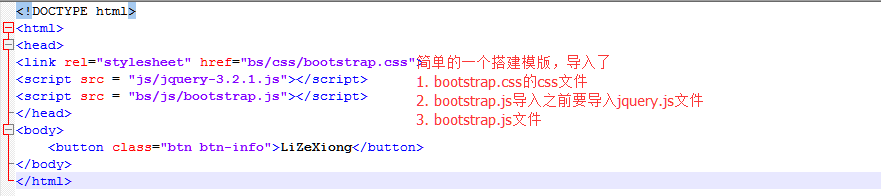 <!DOCTYPE html>
<html>
<head>
<link rel="stylesheet" href="bs/css/bootstrap.css">
<script src = "js/jquery-3.2.1.js"></script>
<script src = "bs/js/bootstrap.js"></script>
</head>
<body>
<button class="btn btn-info">LiZeXiong</button>
</body>
</html>
简单的一个搭建模版，导入了
1. bootstrap.css的css文件
2. bootstrap.js导入之前要导入jquery.js文件
3. bootstrap.js文件